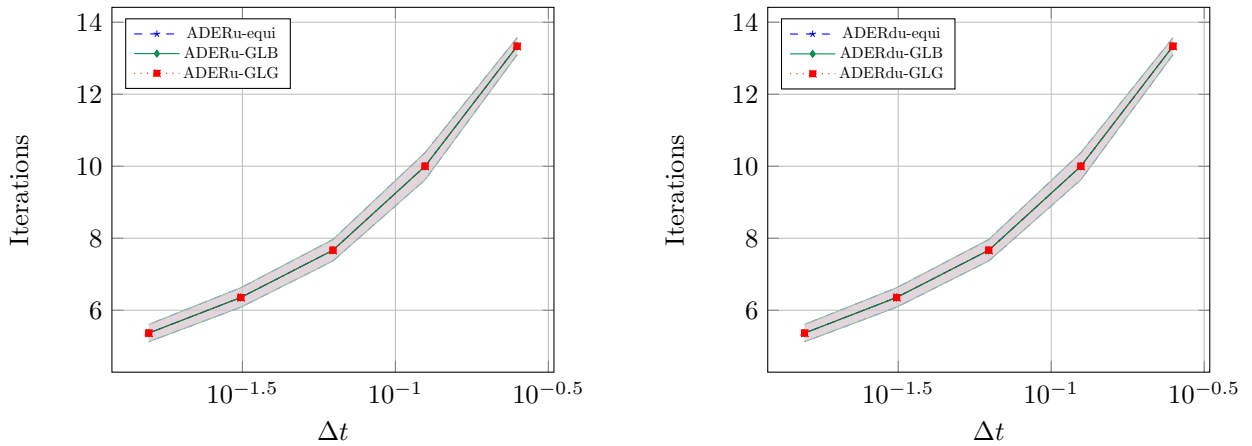 14
12
10
8
6
Iterations
ADERu-equi
ADERu-GLB
ADERu-GLG
10^{-1.5}
10^{-1}
10^{-0.5}
Δt
14
12
10
8
6
Iterations
ADERdu-equi
ADERdu-GLB
ADERdu-GLG
10^{-1.5}
10^{-1}
10^{-0.5}
Δt